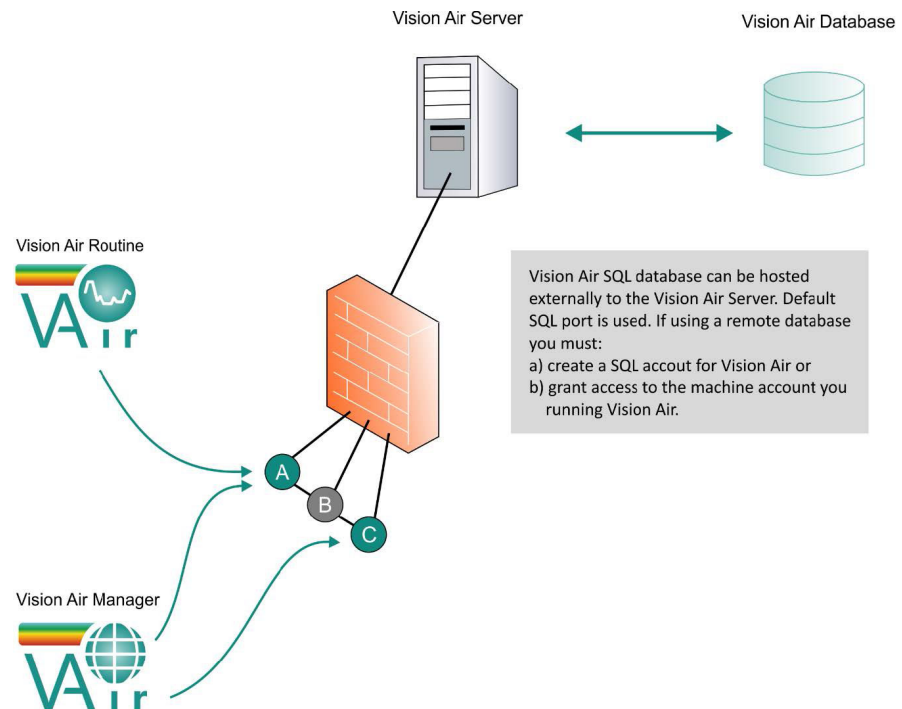 Vision Air Server
Vision Air Database
Vision Air Routine
VAir
Vision Air SQL database can be hosted
externally to the Vision Air Server. Default
SQL port is used. If using a remote database
you must:
a) create a SQL accout for Vision Air or
b) grant access to the machine account you
running Vision Air.
A
B
C
Vision Air Manager
VAir